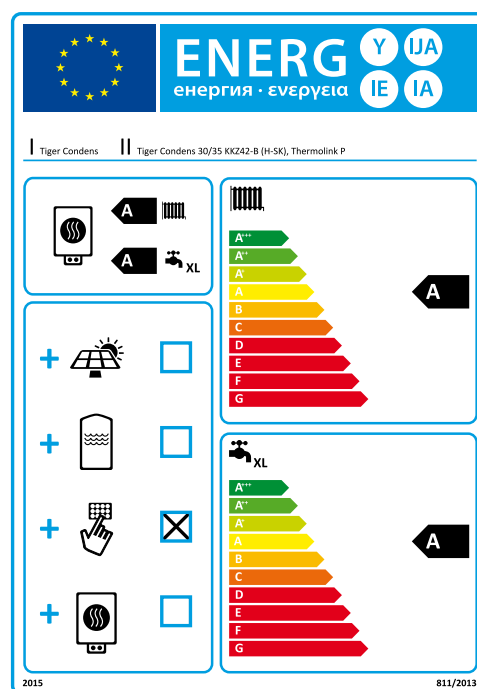 ENERG Y IJA
енергия · ενεργεια IE IA
I Tiger Condens II Tiger Condens 30/35 KKZ42-B (H-SK), Thermolink P
A
A XL
A+++
A++
A+
A
B
C
D
E
F
G
A
XL
A+++
A++
A+
A
B
C
D
E
F
G
A
2015 811/2013